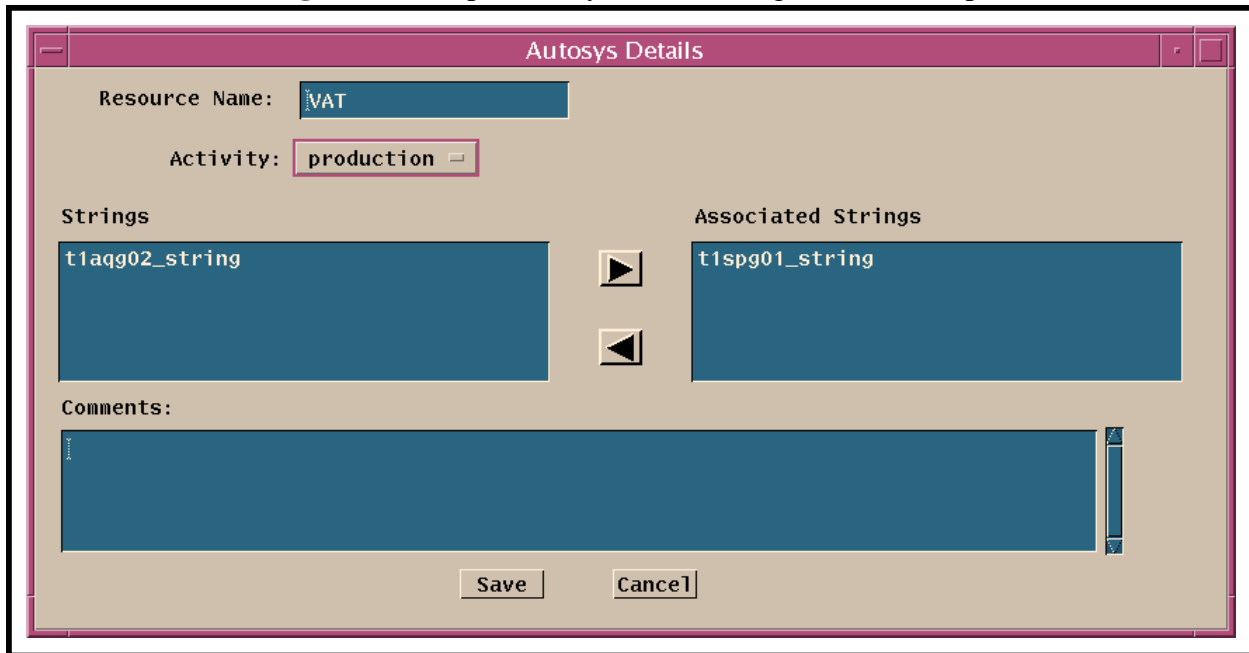 Autosys Details
Resource Name: VAT
Activity: production
Strings
Associated Strings
t1aqg02_string
t1spg01_string
Comments:
Save Cancel